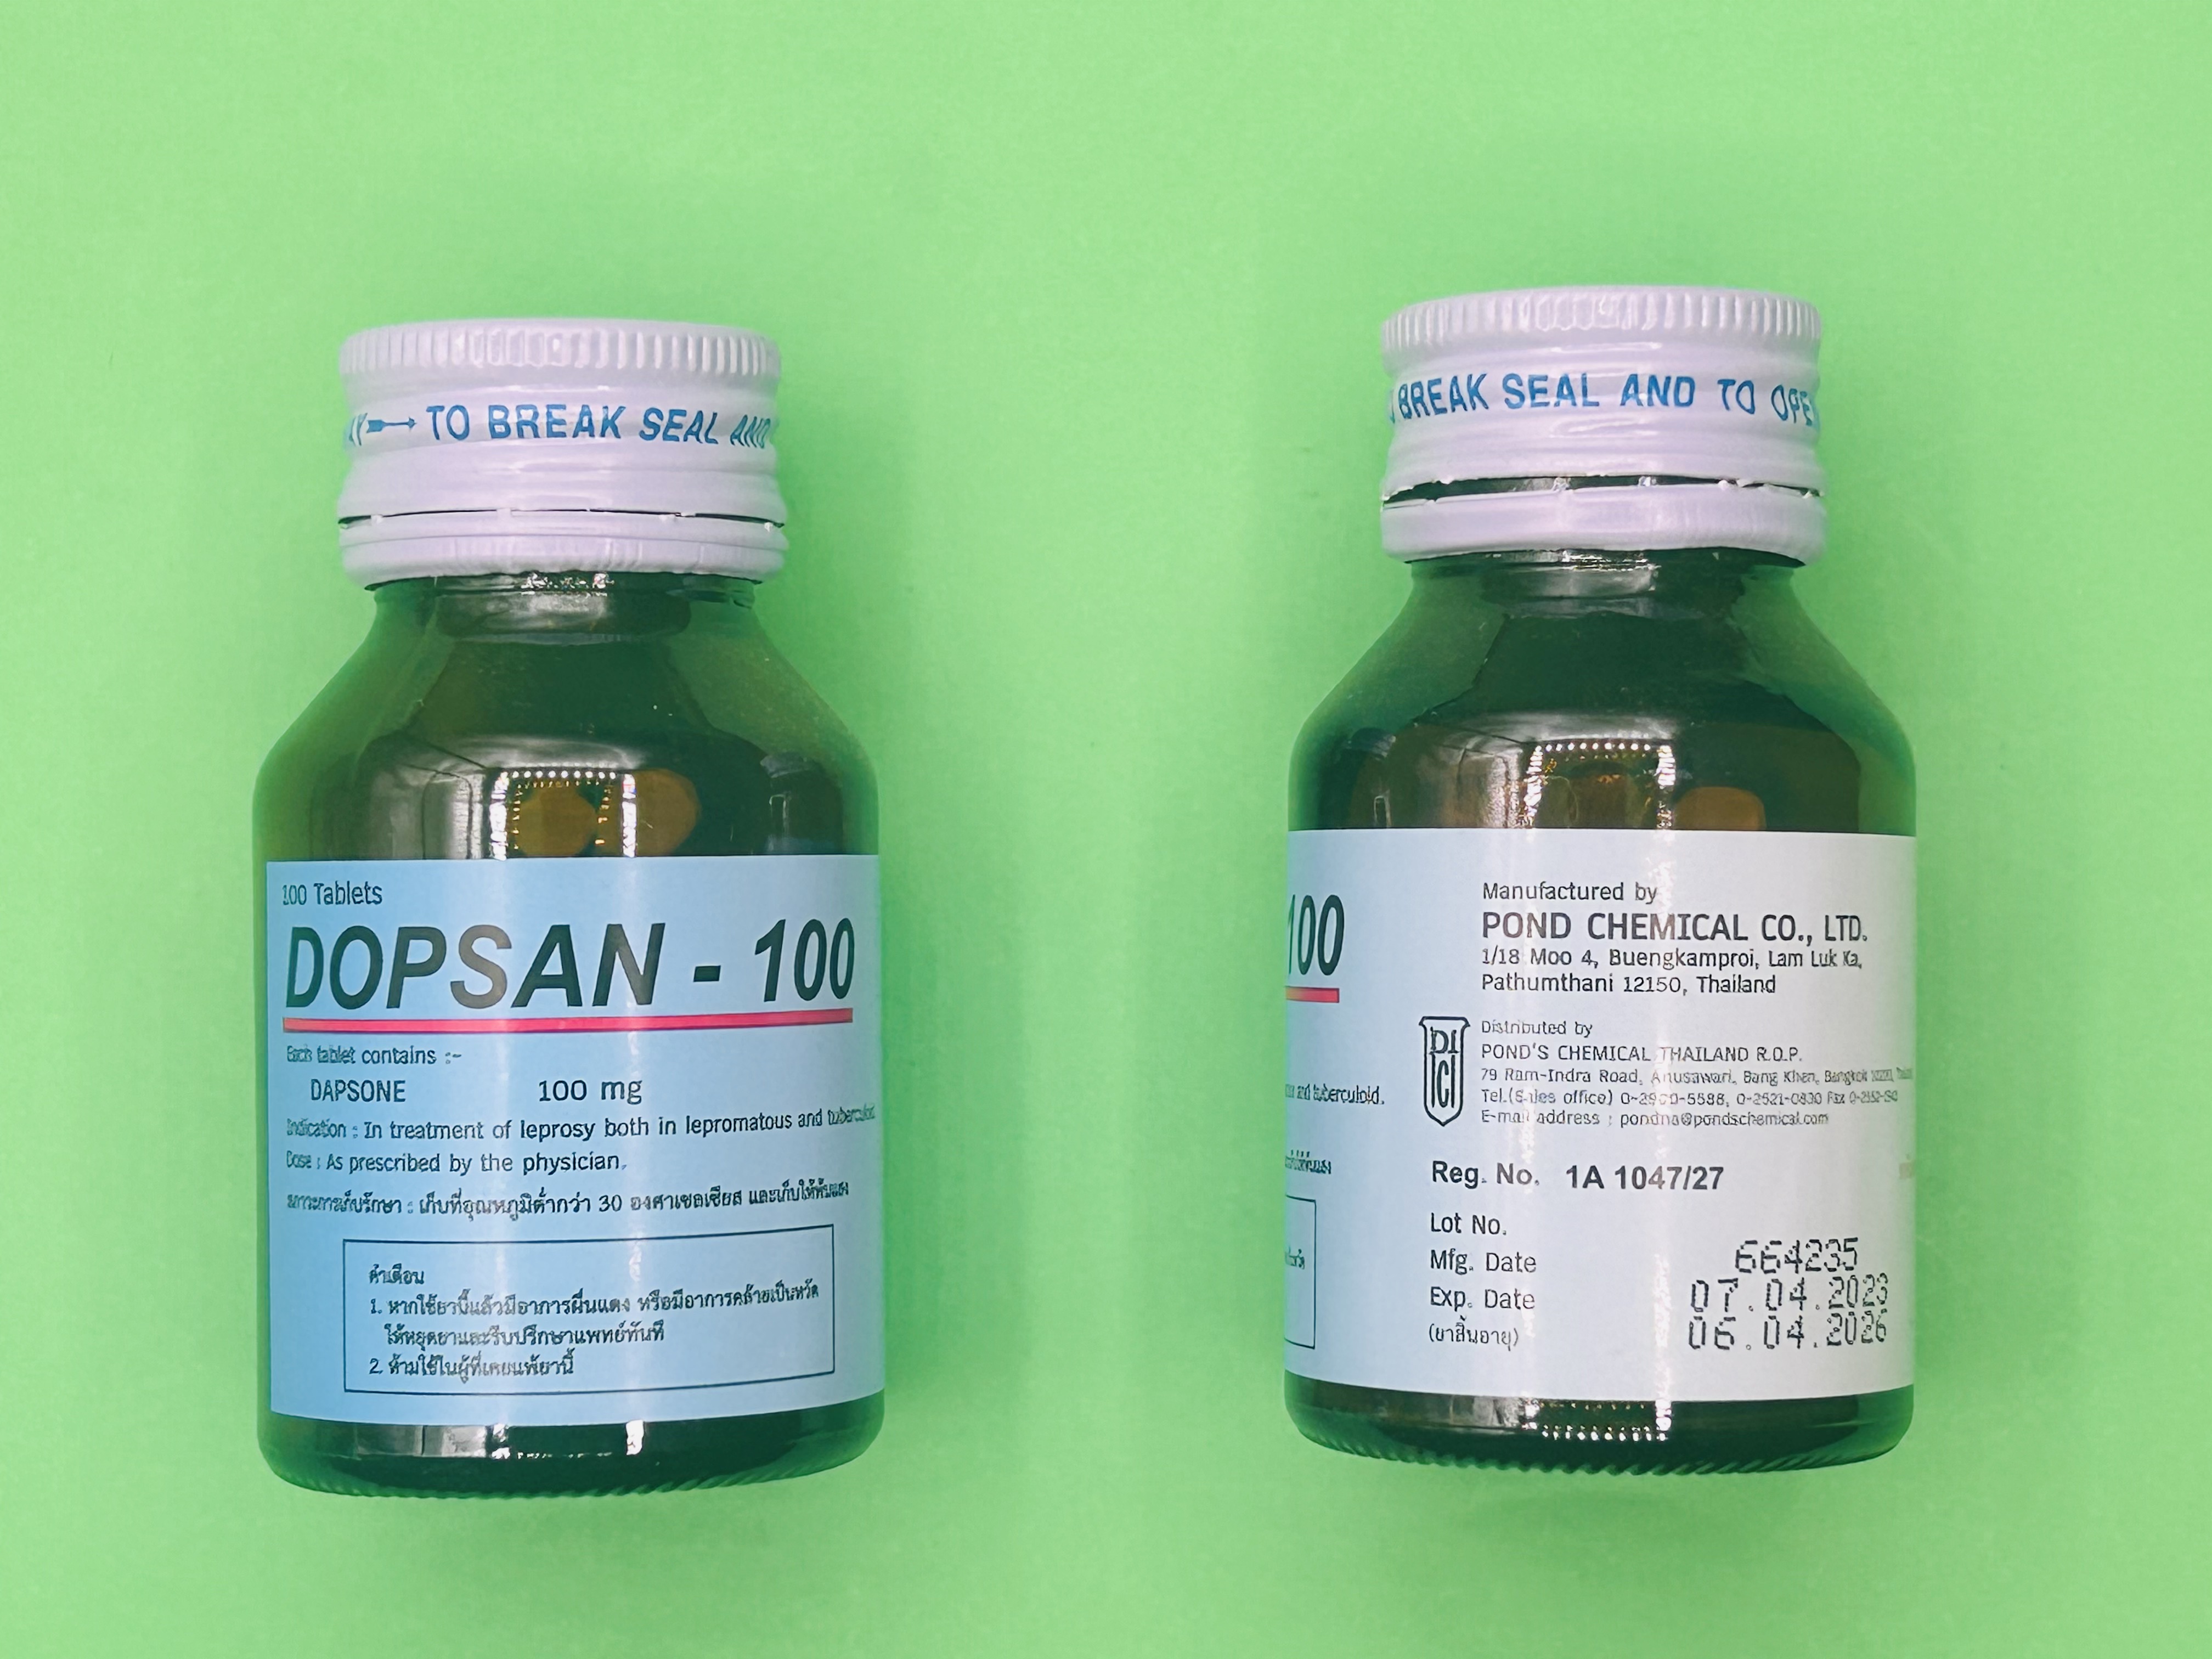 TO BREAK SEAL AND
100 Tablets
DOPSAN - 100
Each tablet contains :-
DAPSONE 100 mg
Indication : In treatment of leprosy both in lepromatous and tuberculoid
Dose : As prescribed by the physician.
สภาวะการเก็บรักษา : เก็บที่อุณหภูมิต่ำกว่า 30 องศาเซลเซียส และเก็บให้พ้นแสง
คำเตือน
1. หากใช้ยานี้แล้วมีอาการผื่นแดง หรือมีอาการคล้ายเป็นหวัด
ให้หยุดยาและรีบปรึกษาแพทย์ทันที
2. ห้ามใช้ในผู้ที่เคยแพ้ยานี้
BREAK SEAL AND TO OPE
100
and tuberculoid.
Manufactured by
POND CHEMICAL CO., LTD.
1/18 Moo 4, Buengkamproi, Lam Luk Ka,
Pathumthani 12150, Thailand
Distributed by
POND'S CHEMICAL THAILAND R.O.P.
79 Ram-Indra Road, Anusawari, Bang Khen, Bangkok
Tel.(Sales office) 0-2521-0830 Fax
E-mail address : pondna@pondschemical.com
Reg. No. 1A 1047/27
Lot No.
664235
Mfg. Date
07.04.2023
Exp. Date
06.04.2026
(ยาสิ้นอายุ)